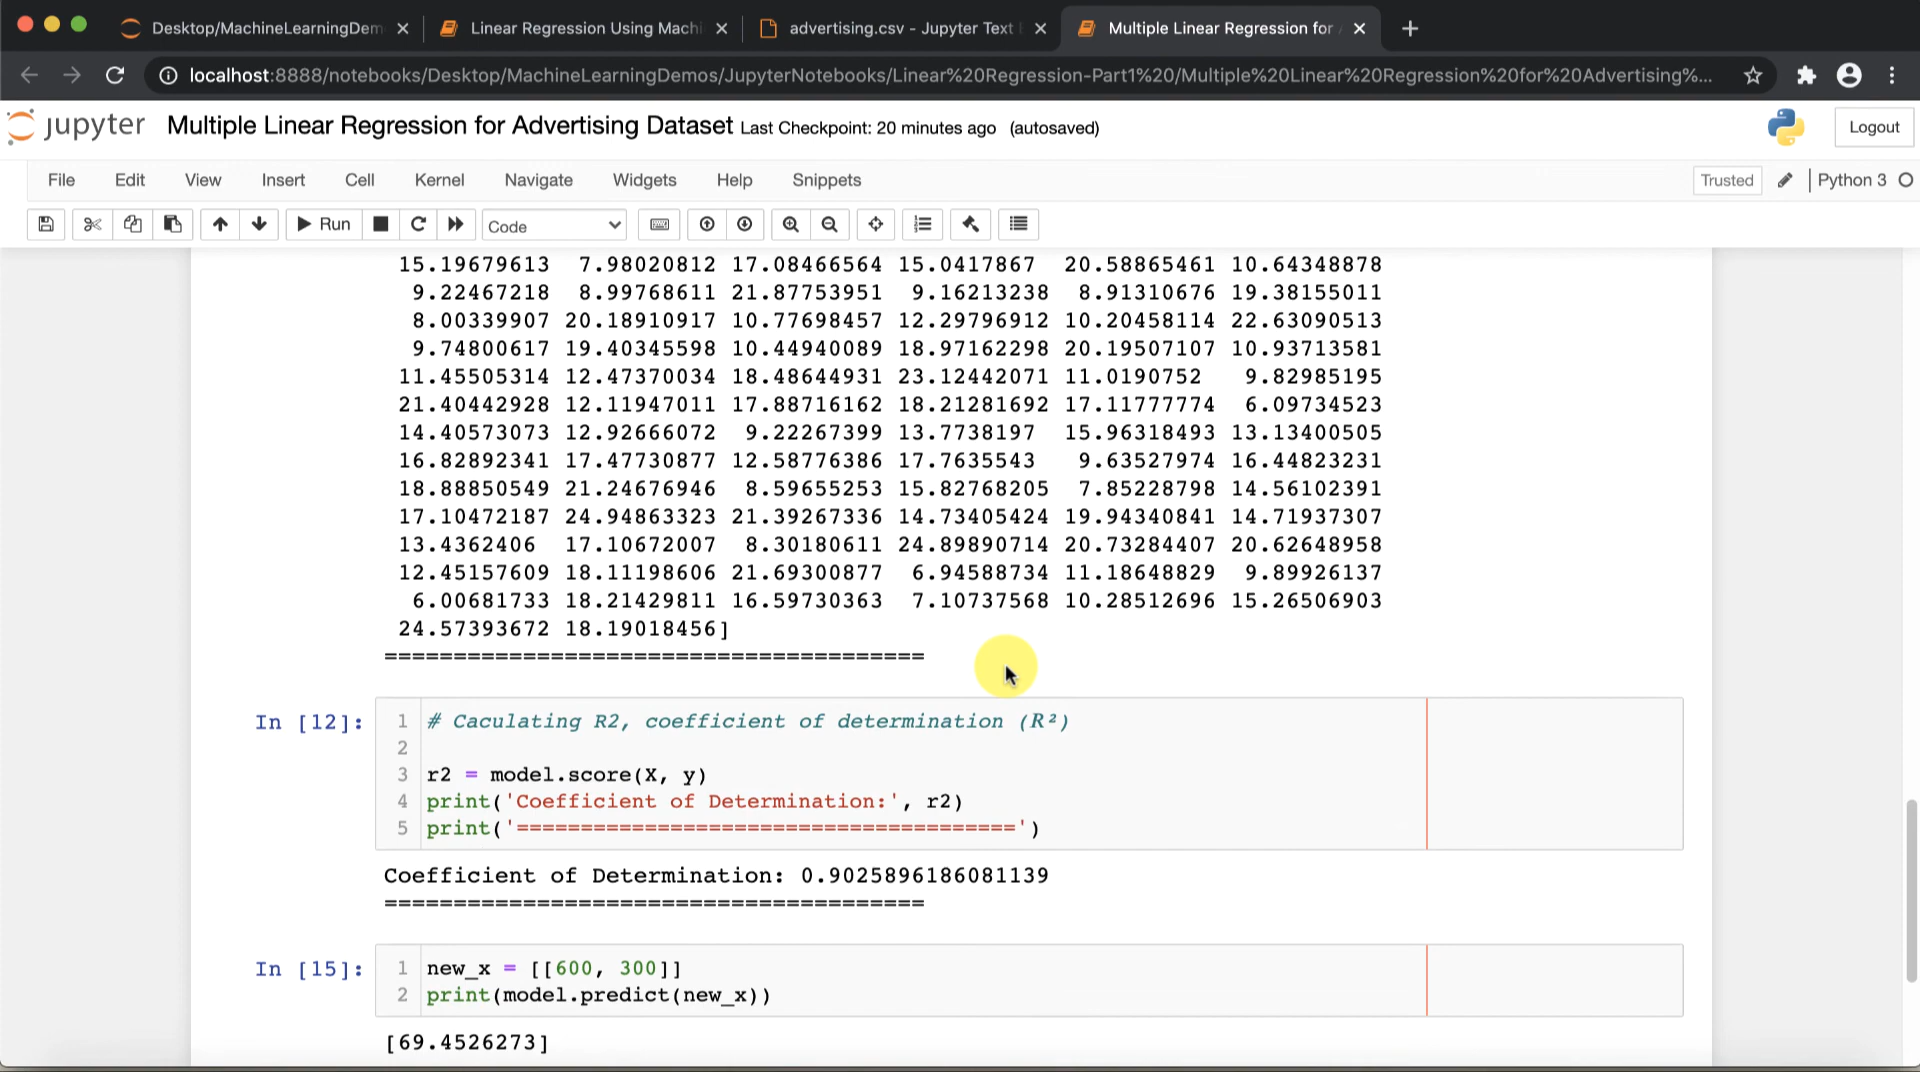 Desktop/MachineLearningDem
Linear Regression Using Machi
advertising.csv - Jupyter Text
Multiple Linear Regression for
localhost:8888/notebooks/Desktop/MachineLearningDemos/JupyterNotebooks/Linear%20Regression-Part1%20/Multiple%20Linear%20Regression%20for%20Advertising%...
jupyter Multiple Linear Regression for Advertising Dataset Last Checkpoint: 20 minutes ago (autosaved) Logout
File Edit View Insert Cell Kernel Navigate Widgets Help Snippets Trusted Python 3
Run Code
15.19679613 7.98020812 17.08466564 15.0417867 20.58865461 10.64348878
9.22467218 8.99768611 21.87753951 9.16213238 8.91310676 19.38155011
8.00339907 20.18910917 10.77698457 12.29796912 10.20458114 22.63090513
9.74800617 19.40345598 10.44940089 18.97162298 20.19507107 10.93713581
11.45505314 12.47370034 18.48644931 23.12442071 11.0190752 9.82985195
21.40442928 12.11947011 17.88716162 18.21281692 17.11777774 6.09734523
14.40573073 12.92666072 9.22267399 13.7738197 15.96318493 13.13400505
16.82892341 17.47730877 12.58776386 17.7635543 9.63527974 16.44823231
18.88850549 21.24676946 8.59655253 15.82768205 7.85228798 14.56102391
17.10472187 24.94863323 21.39267336 14.73405424 19.94340841 14.71937307
13.4362406 17.10672007 8.30180611 24.89890714 20.73284407 20.62648958
12.45157609 18.11198606 21.69300877 6.94588734 11.18648829 9.89926137
6.00681733 18.21429811 16.59730363 7.10737568 10.28512696 15.26506903
24.57393672 18.19018456]
=======================================
In [12]: 1 # Caculating R2, coefficient of determination (R²)
2
3 r2 = model.score(X, y)
4 print('Coefficient of Determination:', r2)
5 print('=======================================')
Coefficient of Determination: 0.9025896186081139
=======================================
In [15]: 1 new_x = [[600, 300]]
2 print(model.predict(new_x))
[69.4526273]